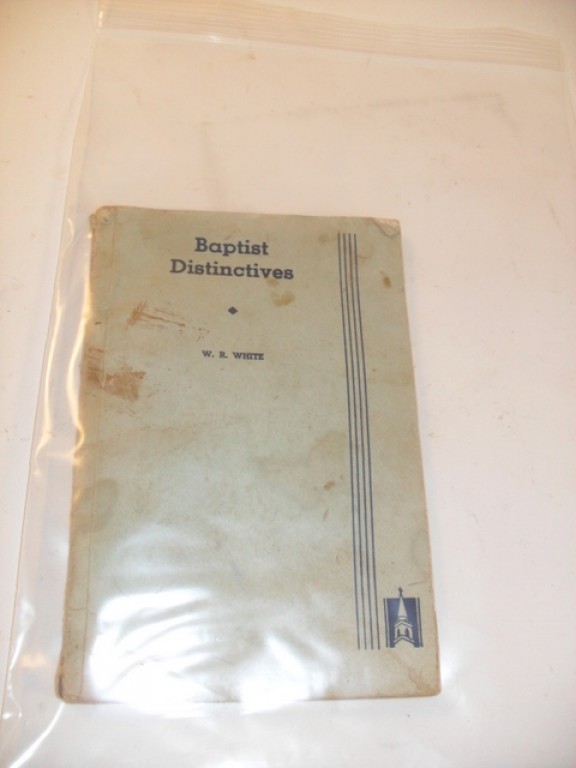 Baptist
Distinctives
W. R. WHITE